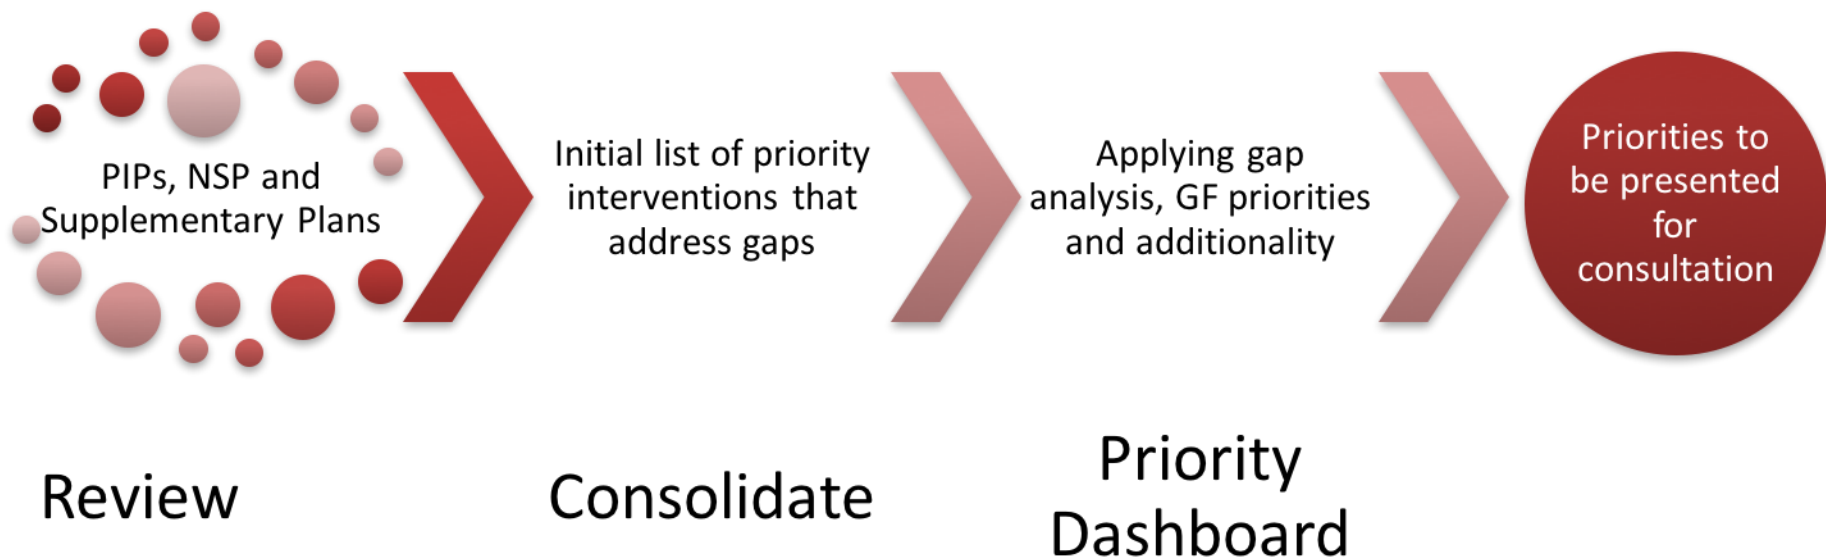 PIPs, NSP and
Supplementary Plans
Initial list of priority
interventions that
address gaps
Applying gap
analysis, GF priorities
and additionality
Priorities to
be presented
for
consultation
Review
Consolidate
Priority
Dashboard